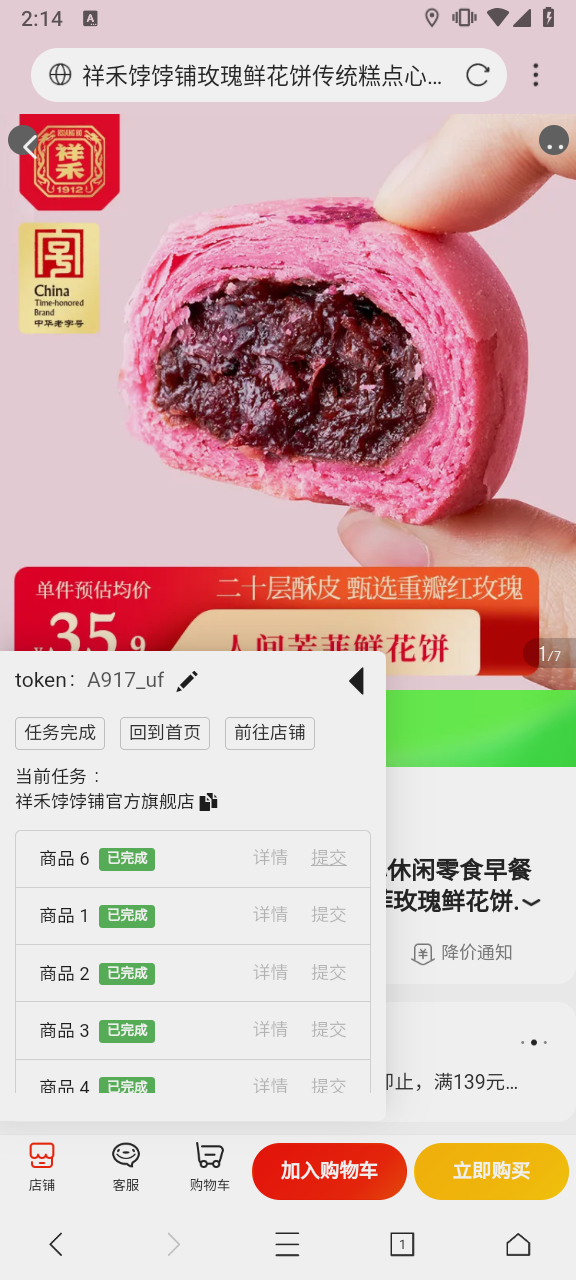 2:14
A
祥禾饽饽铺玫瑰鲜花饼传统糕点心...
XIANG HE
祥禾
1912
China
Time-honored
Brand
中华老字号
单件预估均价
二十层酥皮 甄选重瓣红玫瑰
35.9
1/7
token: A917_uf
任务完成
回到首页
前往店铺
当前任务：
祥禾饽饽铺官方旗舰店
商品 6 已完成 详情 提交
商品 1 已完成 详情 提交
商品 2 已完成 详情 提交
商品 3 已完成 详情 提交
商品 4 已完成 详情 提交
休闲零食早餐
玫瑰鲜花饼.
降价通知
即止，满139元...
店铺
客服
购物车
加入购物车
立即购买
1